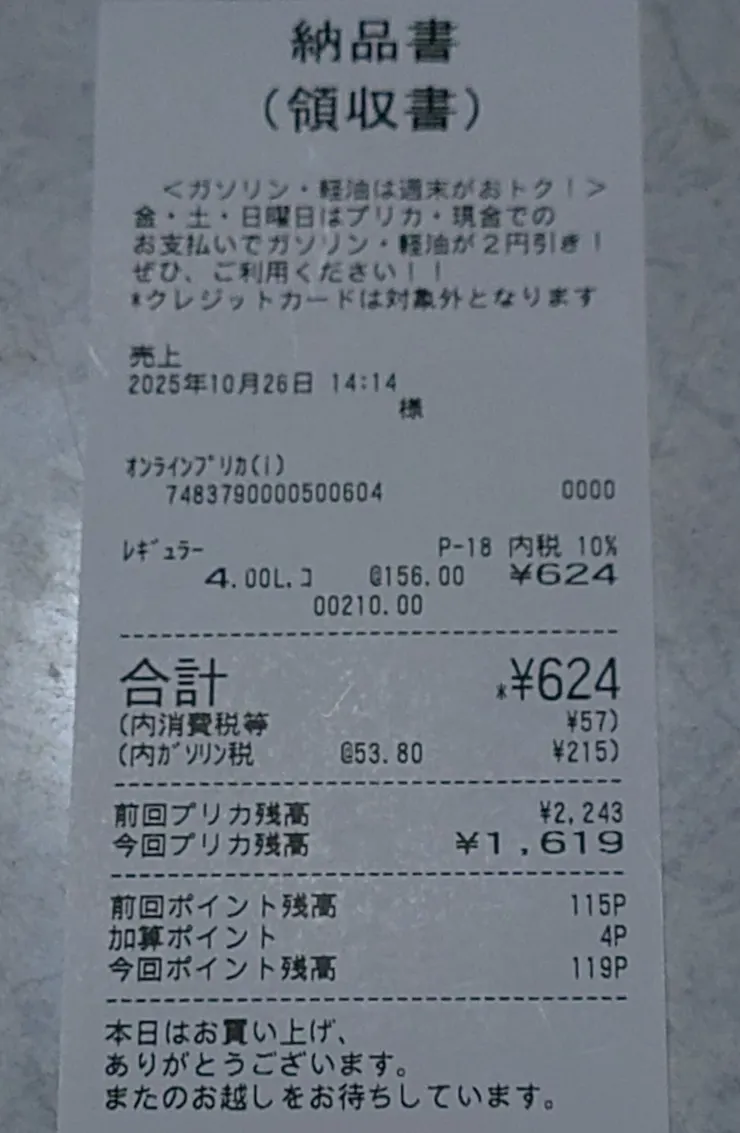 納品書
(領収書)
<ガソリン・軽油は週末がおトク!>
金・土・日曜日はプリカ・現金での
お支払いでガソリン・軽油が2円引き!
ぜひ、ご利用ください!!
*クレジットカードは対象外となります
売上
2025年10月26日 14:14
様
オンラインプリカ(i)
7483790000500604 0000
レギュラー P-18 内税 10%
4.00L.コ @156.00 ¥624
00210.00
合計 *¥624
(内消費税等 ¥57)
(内ガソリン税 @53.80 ¥215)
前回プリカ残高 ¥2,243
今回プリカ残高 ¥1,619
前回ポイント残高 115P
加算ポイント 4P
今回ポイント残高 119P
本日はお買い上げ、
ありがとうございます。
またのお越しをお待ちしています。